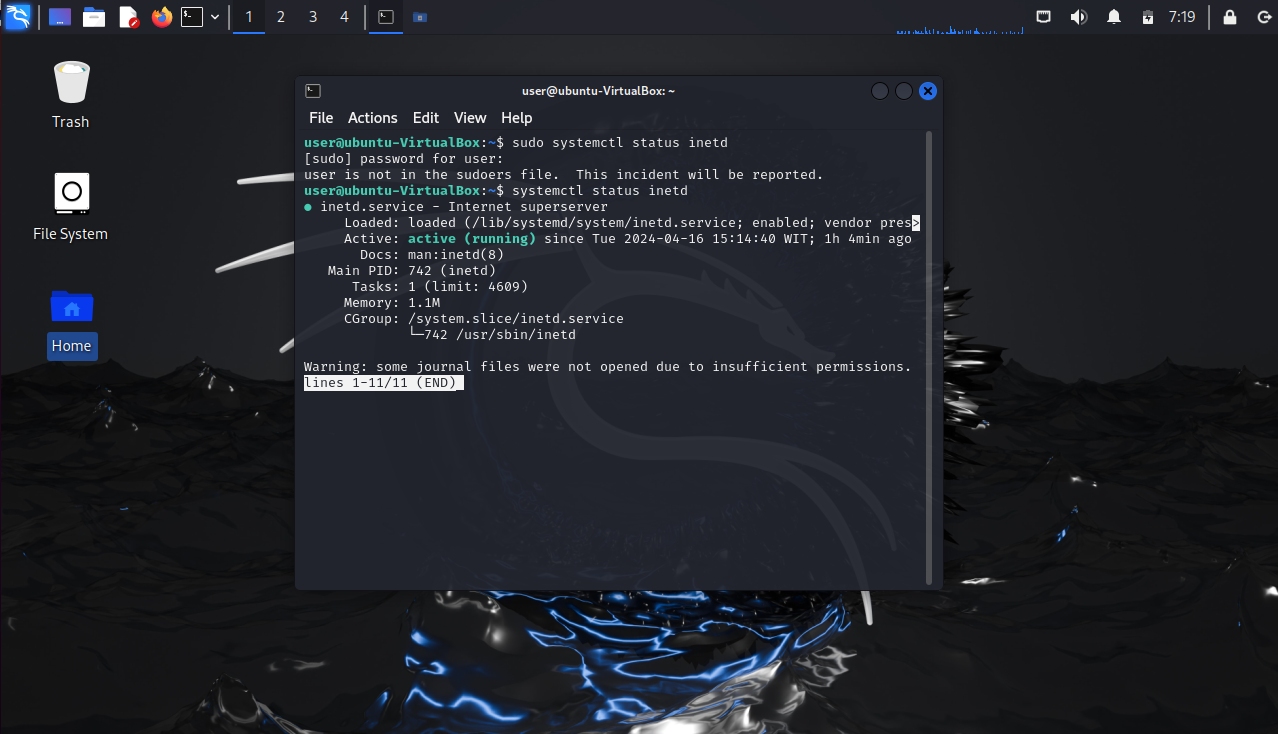 1 2 3 4 7:19
Trash
File System
Home
user@ubuntu-VirtualBox: ~
File Actions Edit View Help
user@ubuntu-VirtualBox:~$ sudo systemctl status inetd
[sudo] password for user:
user is not in the sudoers file.  This incident will be reported.
user@ubuntu-VirtualBox:~$ systemctl status inetd
● inetd.service - Internet superserver
     Loaded: loaded (/lib/systemd/system/inetd.service; enabled; vendor pres>
     Active: active (running) since Tue 2024-04-16 15:14:40 WIT; 1h 4min ago
       Docs: man:inetd(8)
   Main PID: 742 (inetd)
      Tasks: 1 (limit: 4609)
     Memory: 1.1M
     CGroup: /system.slice/inetd.service
             └─742 /usr/sbin/inetd
Warning: some journal files were not opened due to insufficient permissions.
lines 1-11/11 (END)